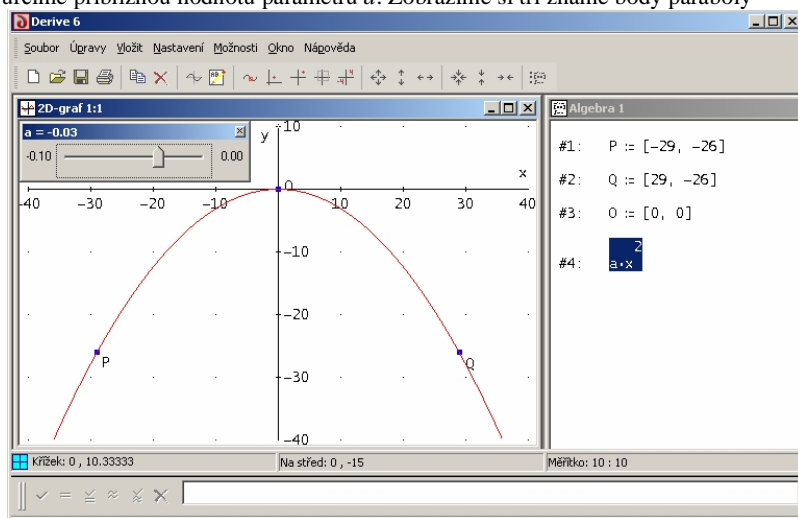 určíme přibližnou hodnotu parametru a. Zobrazíme si tři známé body paraboly
Derive 6
Soubor Úpravy Vložit Nastavení Možnosti Okno Nápověda
2D-graf 1:1
a = -0.03
-0.10 0.00
y 10
x
O
-40 -30 -20 -10 10 20 30 40
-10
-20
P Q
-30
-40
Křížek: 0 , 10.33333 Na střed: 0 , -15
Algebra 1
#1: P := [-29, -26]
#2: Q := [29, -26]
#3: O := [0, 0]
#4: a·x²
Měřítko: 10 : 10